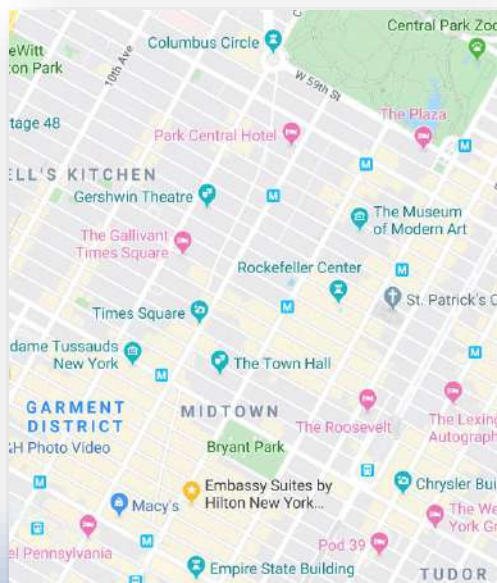 Central Park Zoo
Columbus Circle
DeWitt
on Park
10th Ave
W 59th St
tage 48
Park Central Hotel
The Plaza
M
M
ELL'S KITCHEN
Gershwin Theatre
M
The Museum
of Modern Art
The Gallivant
Times Square
Rockefeller Center
M
St. Patrick's C
Times Square
M
dame Tussauds
New York
M
The Town Hall
M
GARMENT
DISTRICT
MIDTOWN
The Roosevelt
The Lexing
Autograph
&H Photo Video
Bryant Park
M
Embassy Suites by
Hilton New York...
Chrysler Bui
Macy's
The We
York Gr
el Pennsylvania
M
Pod 39
Empire State Building
M
TUDOR